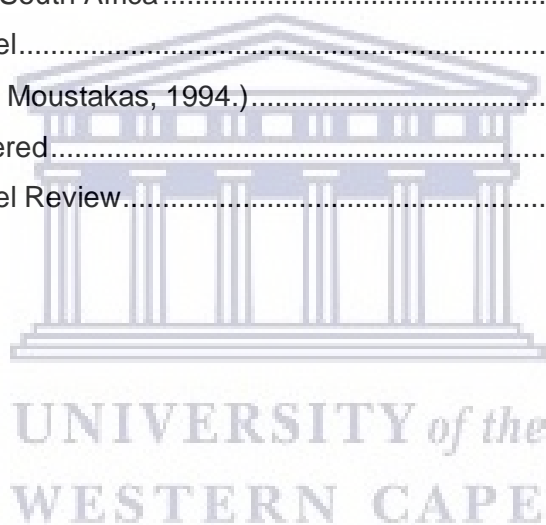 South Africa
el
Moustakas, 1994.)
ered
el Review
UNIVERSITY of the
WESTERN CAPE